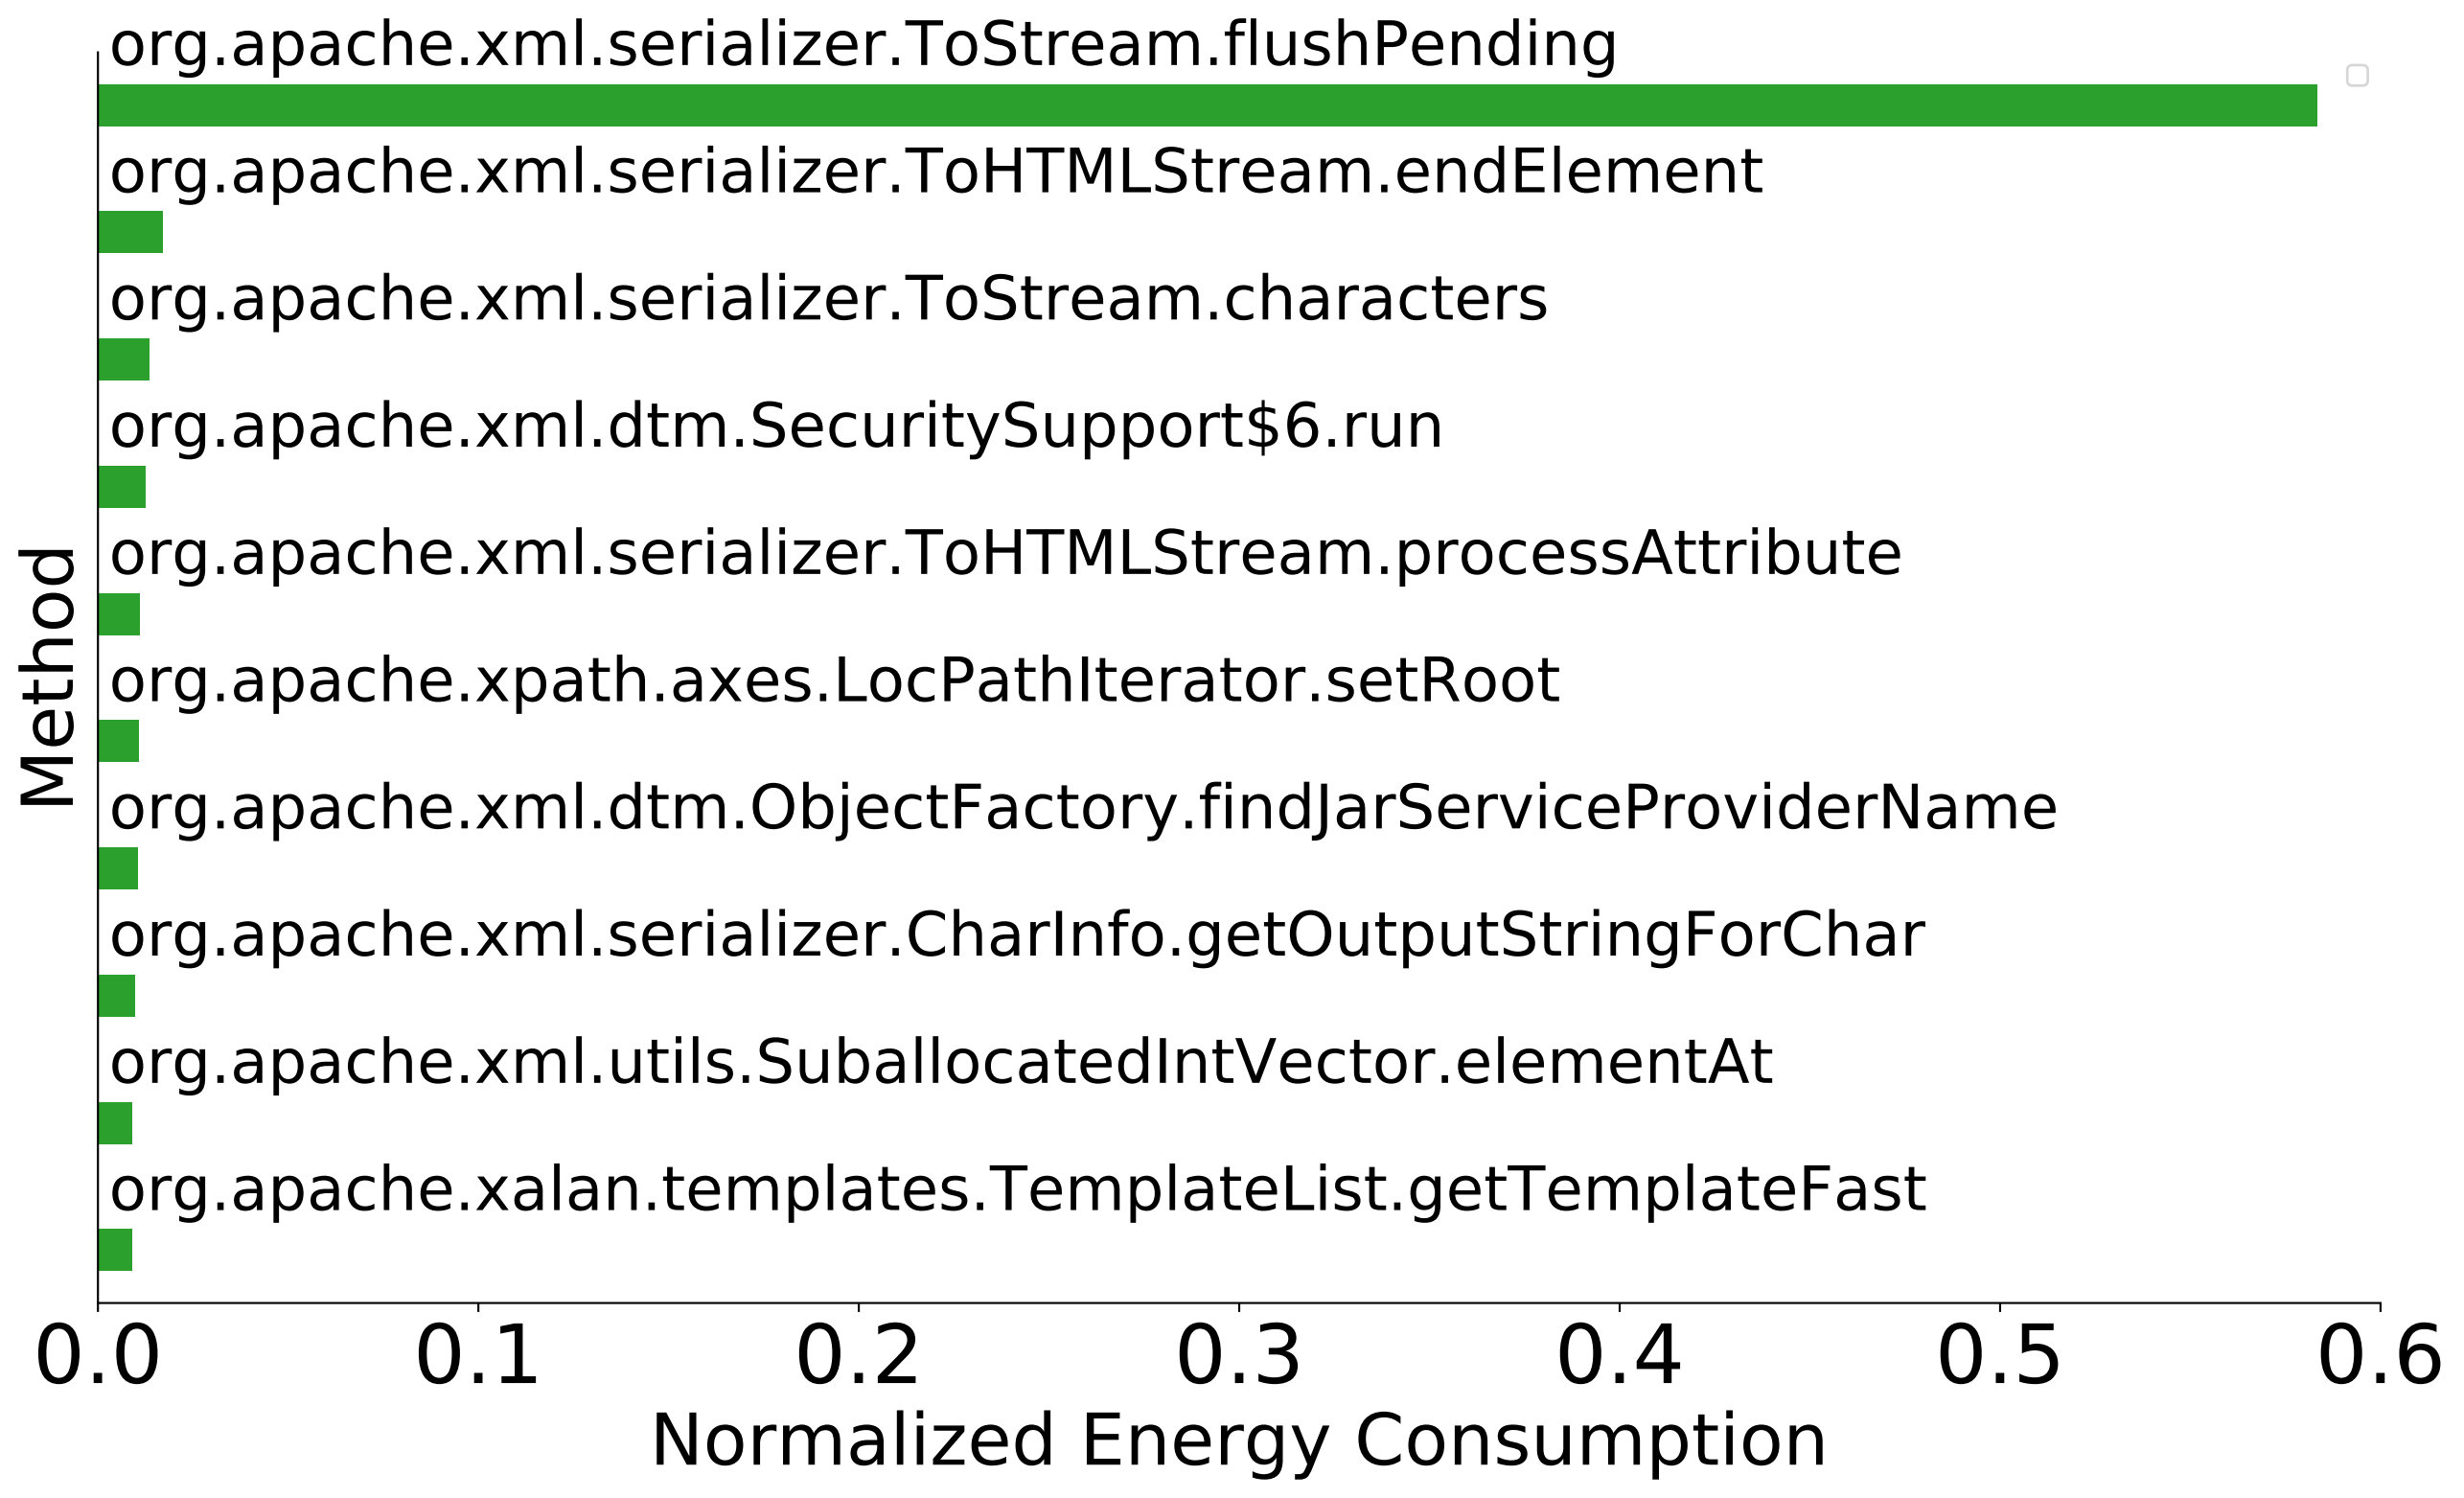 org.apache.xml.serializer.ToStream.flushPending
org.apache.xml.serializer.ToHTMLStream.endElement
org.apache.xml.serializer.ToStream.characters
org.apache.xml.dtm.SecuritySupport$6.run
org.apache.xml.serializer.ToHTMLStream.processAttribute
org.apache.xpath.axes.LocPathIterator.setRoot
org.apache.xml.dtm.ObjectFactory.findJarServiceProviderName
org.apache.xml.serializer.CharInfo.getOutputStringForChar
org.apache.xml.utils.SuballocatedIntVector.elementAt
org.apache.xalan.templates.TemplateList.getTemplateFast
Method
0.0 0.1 0.2 0.3 0.4 0.5 0.6
Normalized Energy Consumption